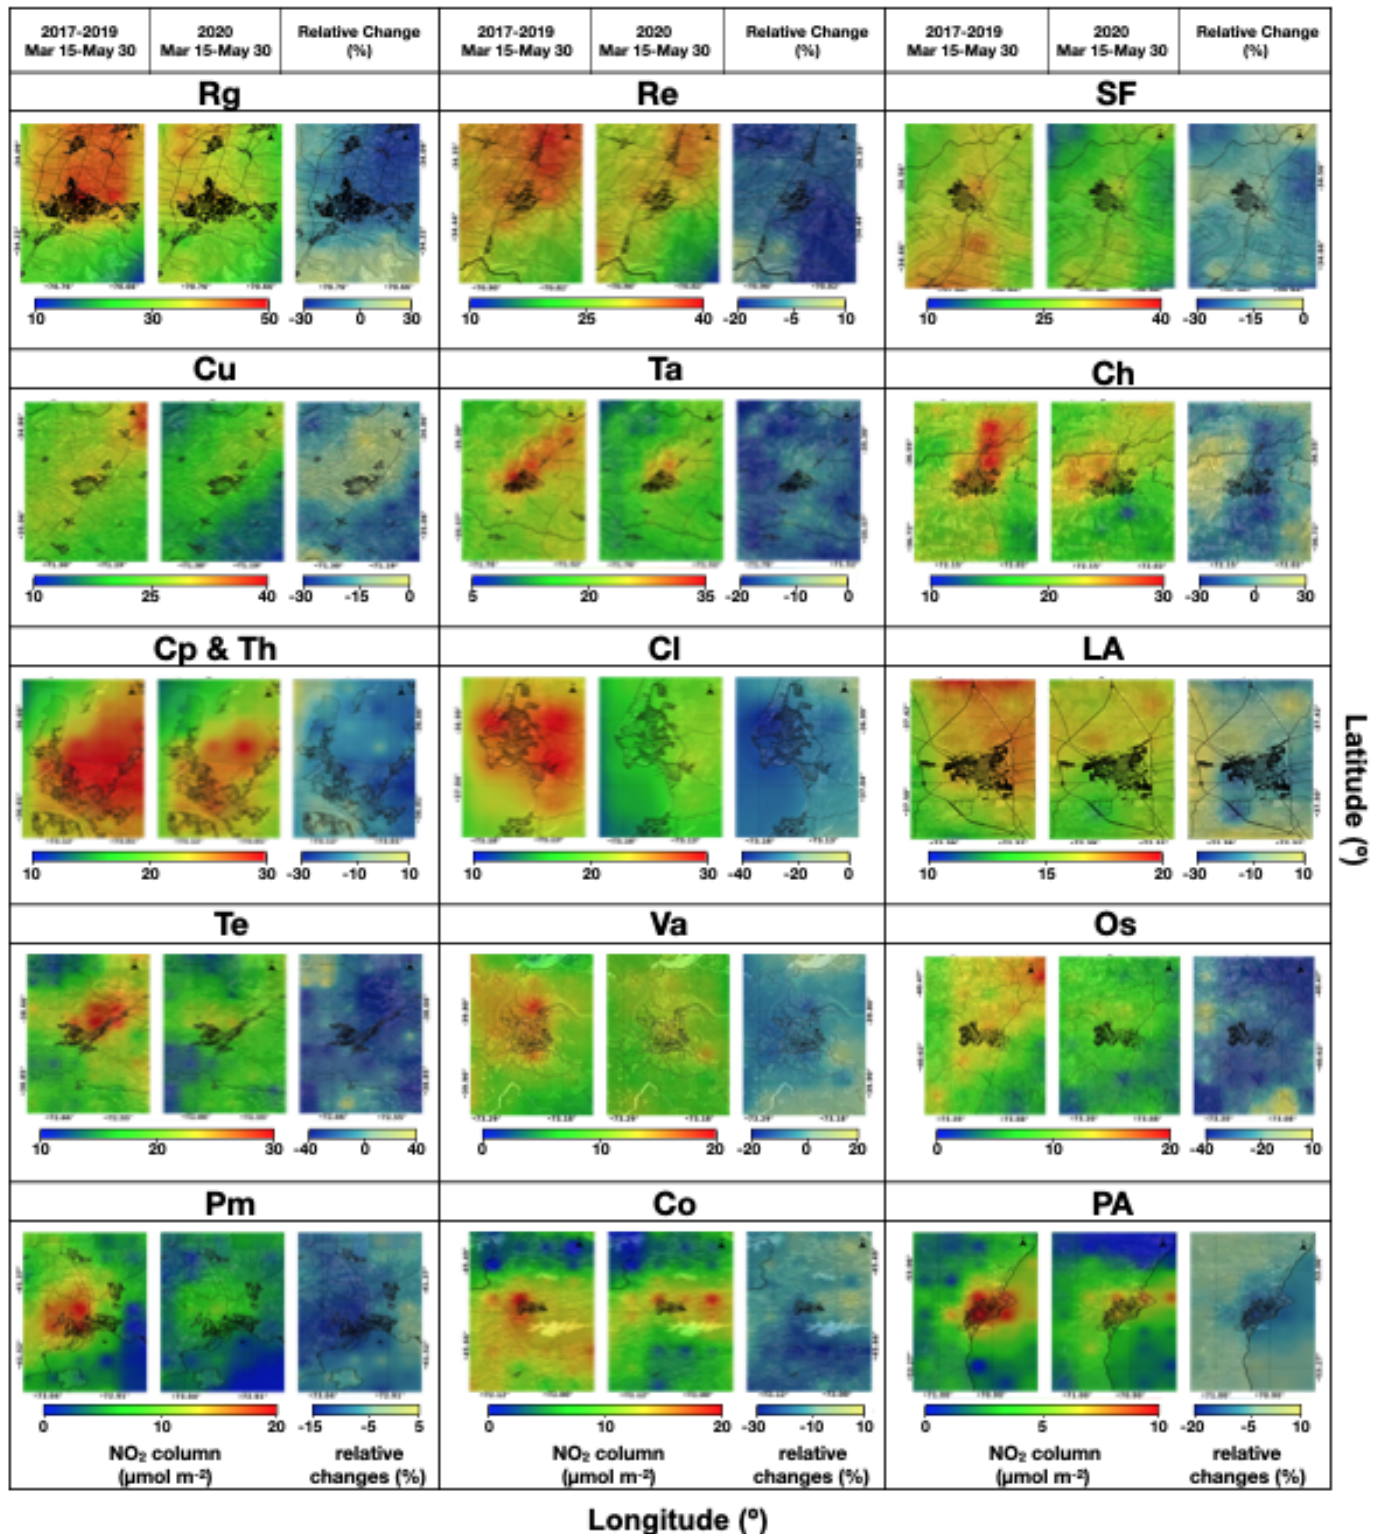 2017-2019
Mar 15-May 30
2020
Mar 15-May 30
Relative Change
(%)
2017-2019
Mar 15-May 30
2020
Mar 15-May 30
Relative Change
(%)
2017-2019
Mar 15-May 30
2020
Mar 15-May 30
Relative Change
(%)
Rg
Re
SF
10 30 50 -30 0 30
10 25 40 -20 -5 10
10 25 40 -30 -15 0
Cu
Ta
Ch
10 25 40 -30 -15 0
5 20 35 -20 -10 0
10 20 30 -30 0 30
Cp & Th
Cl
LA
10 20 30 -30 -10 10
10 20 30 -40 -20 0
10 15 20 -30 -10 10
Te
Va
Os
10 20 30 -40 0 40
0 10 20 -20 0 20
0 10 20 -40 -20 10
Pm
Co
PA
0 10 20 -15 -5 5
0 10 20 -30 -10 10
0 5 10 -20 -5 10
NO₂ column
(µmol m⁻²)
relative
changes (%)
NO₂ column
(µmol m⁻²)
relative
changes (%)
NO₂ column
(µmol m⁻²)
relative
changes (%)
Latitude (º)
Longitude (º)